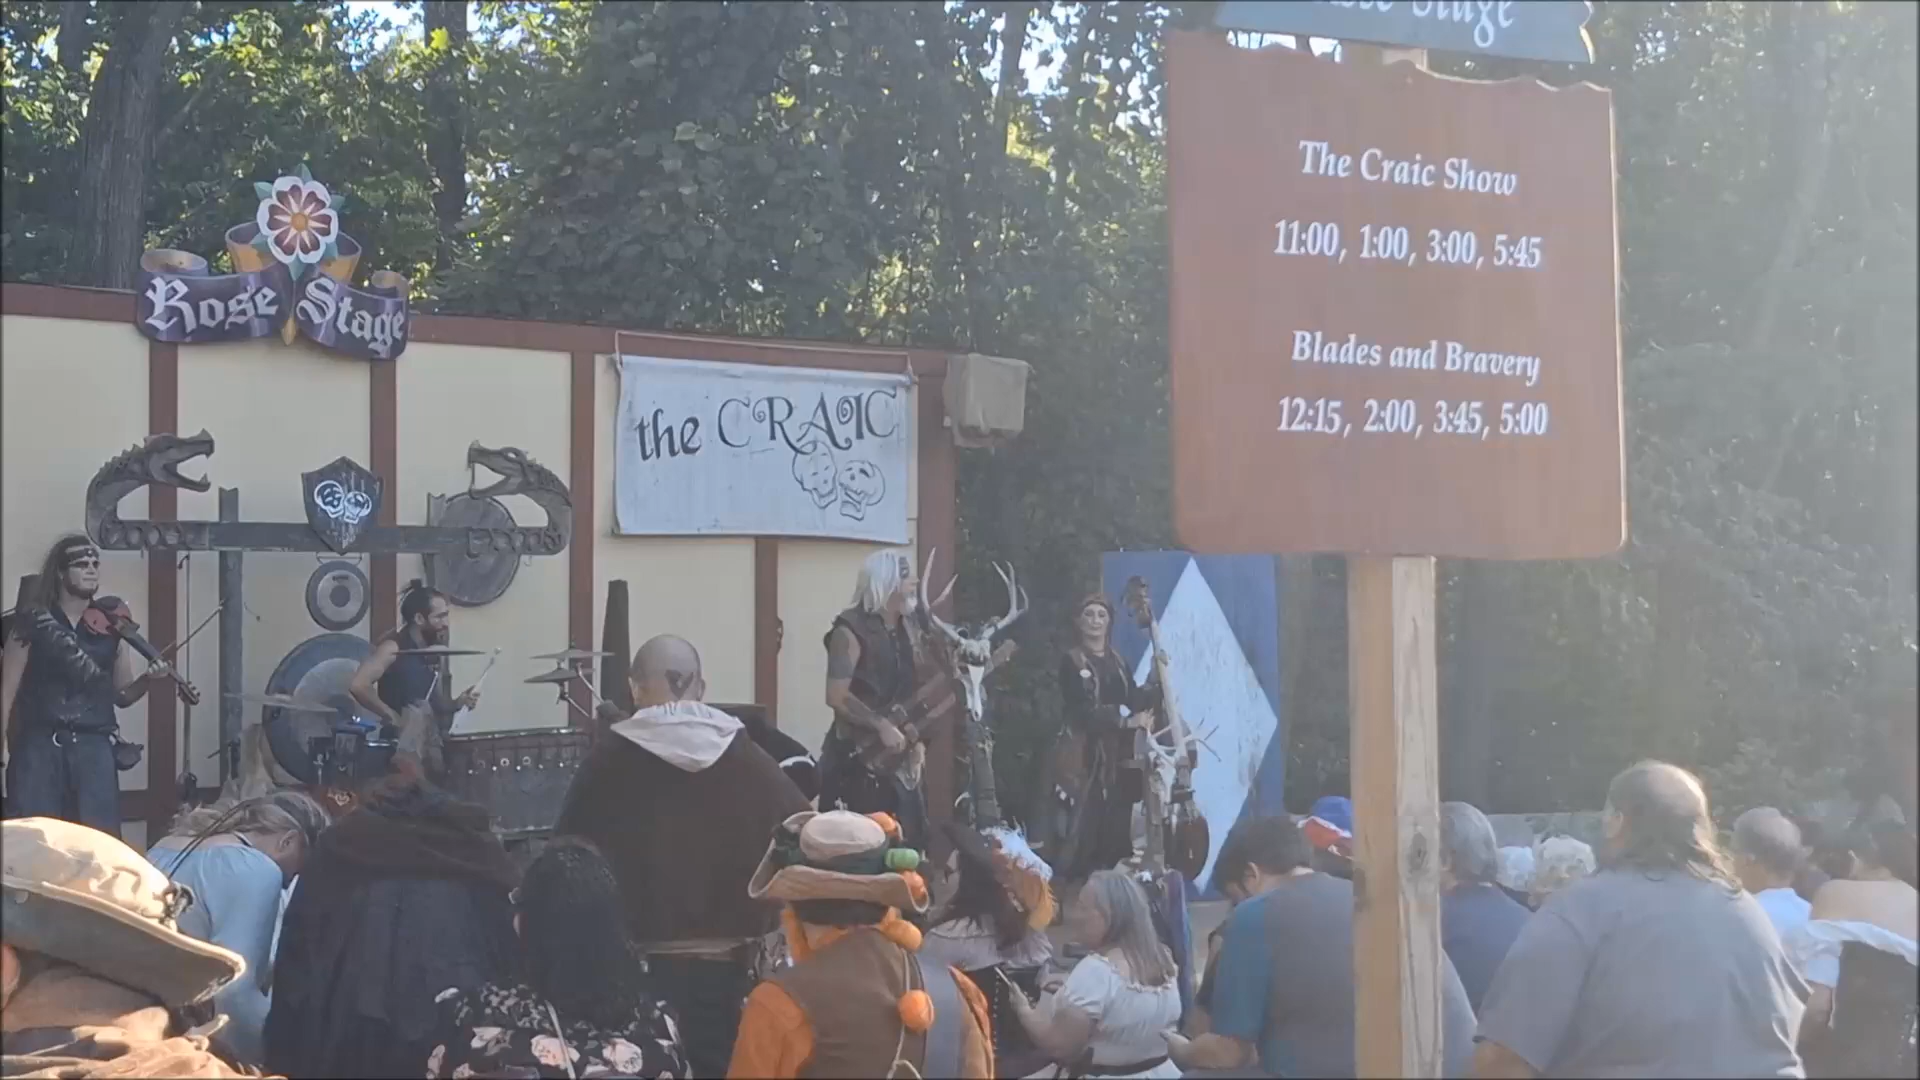 Rose Stage
the CRAIC
Stage
The Craic Show
11:00, 1:00, 3:00, 5:45
Blades and Bravery
12:15, 2:00, 3:45, 5:00